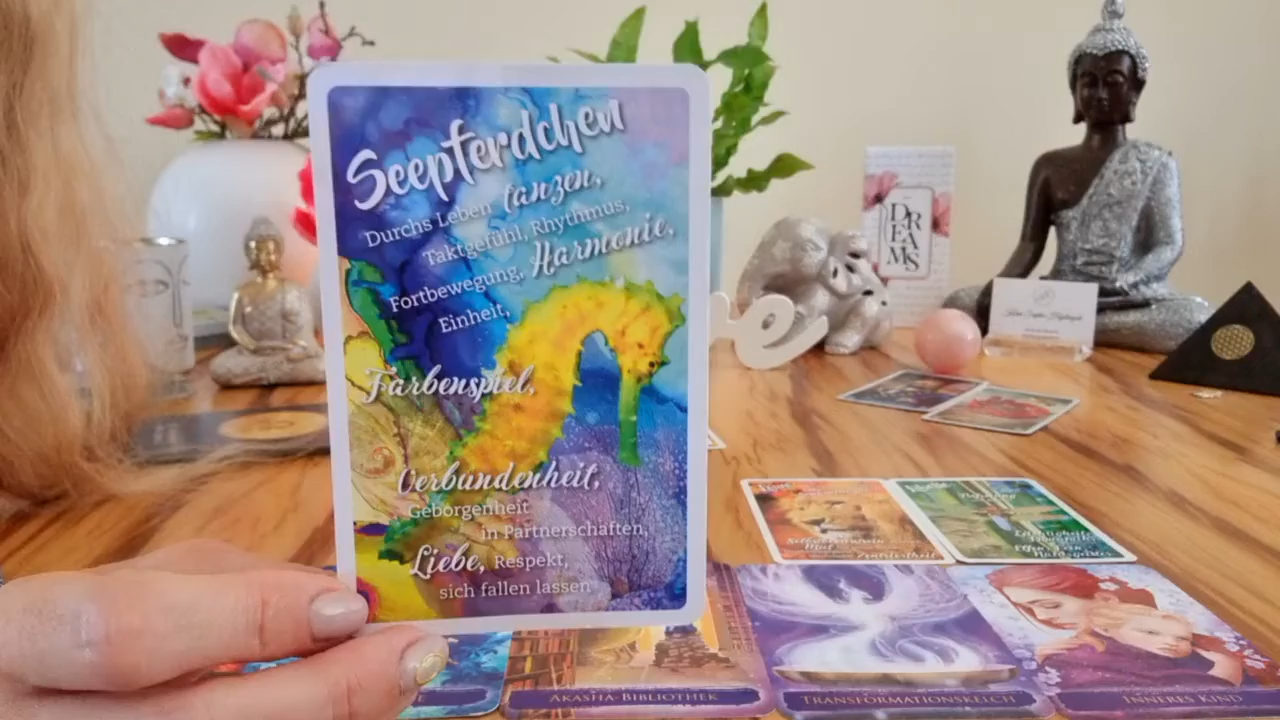 Seepferdchen
Durchs Leben tanzen,
Taktgefühl, Rhythmus,
Fortbewegung, Harmonie,
Einheit,
Farbenspiel,
Verbundenheit,
Geborgenheit
in Partnerschaften,
Liebe, Respekt,
sich fallen lassen
DREAMS
AKASHA-BIBLIOTHEK
TRANSFORMATIONSKELCH
INNERES KIND